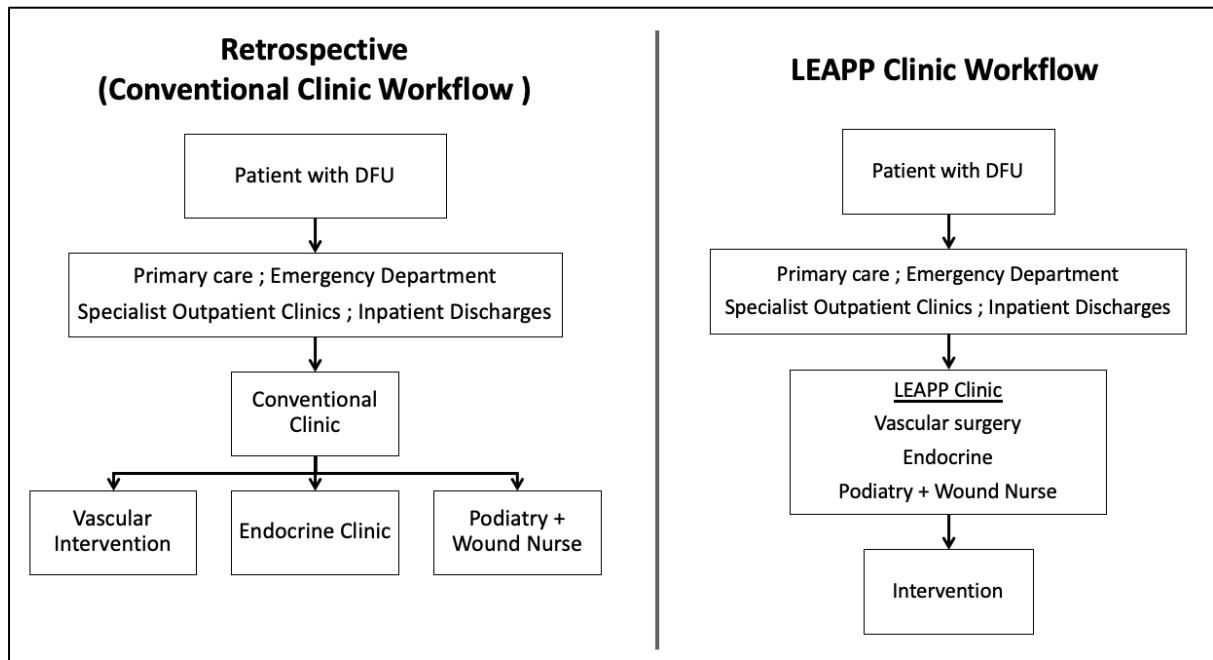 Retrospective
(Conventional Clinic Workflow )
Patient with DFU
Primary care ; Emergency Department
Specialist Outpatient Clinics ; Inpatient Discharges
Conventional
Clinic
Vascular
Intervention
Endocrine Clinic
Podiatry +
Wound Nurse
LEAPP Clinic Workflow
Patient with DFU
Primary care ; Emergency Department
Specialist Outpatient Clinics ; Inpatient Discharges
LEAPP Clinic
Vascular surgery
Endocrine
Podiatry + Wound Nurse
Intervention